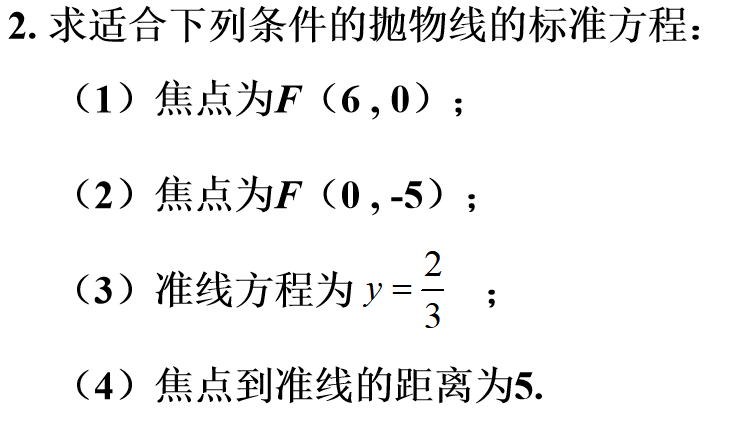 2. 求适合下列条件的抛物线的标准方程：
（1）焦点为F（6 , 0）；
（2）焦点为F（0 , -5）；
（3）准线方程为 y = 2/3 ；
（4）焦点到准线的距离为5.